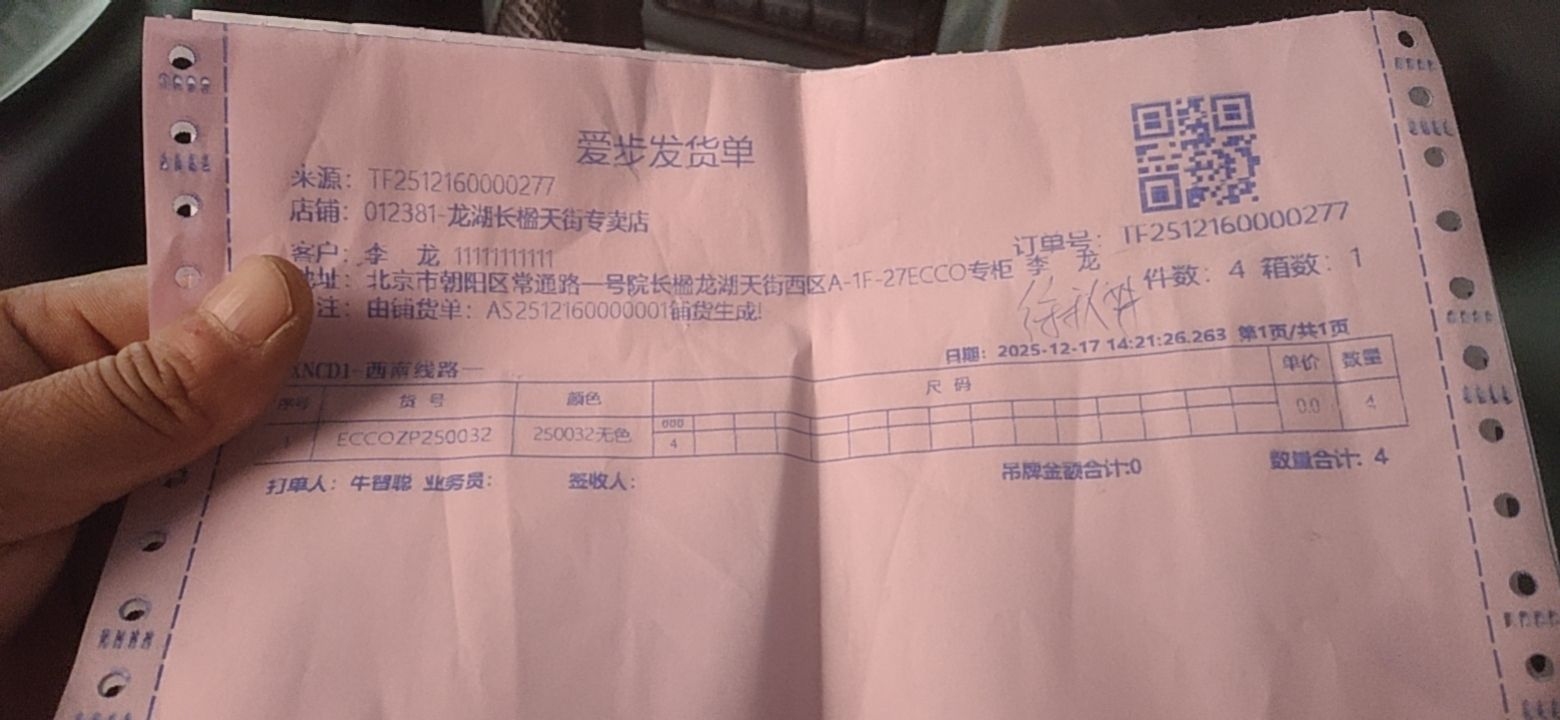 爱步发货单
来源：TF2512160000277
店铺：012381-龙湖长楹天街专卖店
订单号：TF2512160000277
客户：李 龙 11111111111
地址：北京市朝阳区常通路一号院长楹龙湖天街西区A-1F-27ECCO专柜 李 龙 件数：4 箱数：1
注：由铺货单：AS2512160000001铺货生成!
日期：2025-12-17 14:21:26.263 第1页/共1页
XNCD1-西南线路一
序号 货 号 颜色 尺 码 单价 数量
000
1 ECCOZP250032 250032无色 4 0.0 4
打单人：牛智聪 业务员： 签收人： 吊牌金额合计:0 数量合计：4